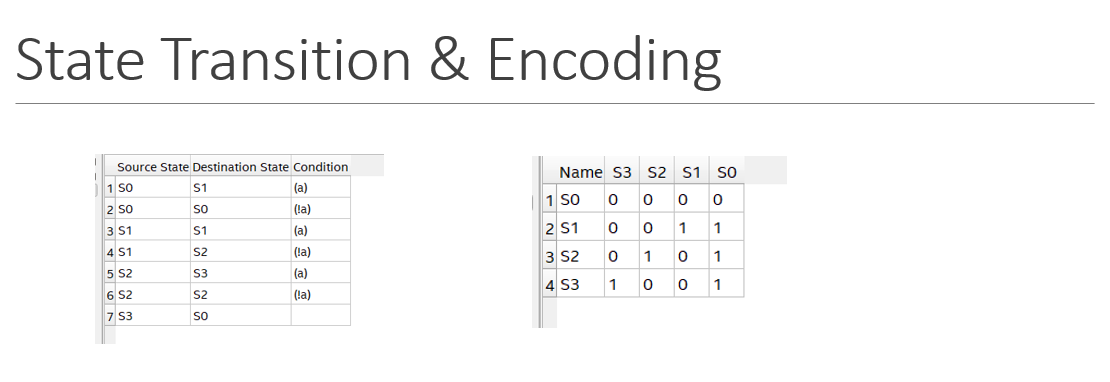 State Transition & Encoding
Source State Destination State Condition
1 S0 S1 (a)
2 S0 S0 (!a)
3 S1 S1 (a)
4 S1 S2 (!a)
5 S2 S3 (a)
6 S2 S2 (!a)
7 S3 S0
Name S3 S2 S1 S0
1 S0 0 0 0 0
2 S1 0 0 1 1
3 S2 0 1 0 1
4 S3 1 0 0 1